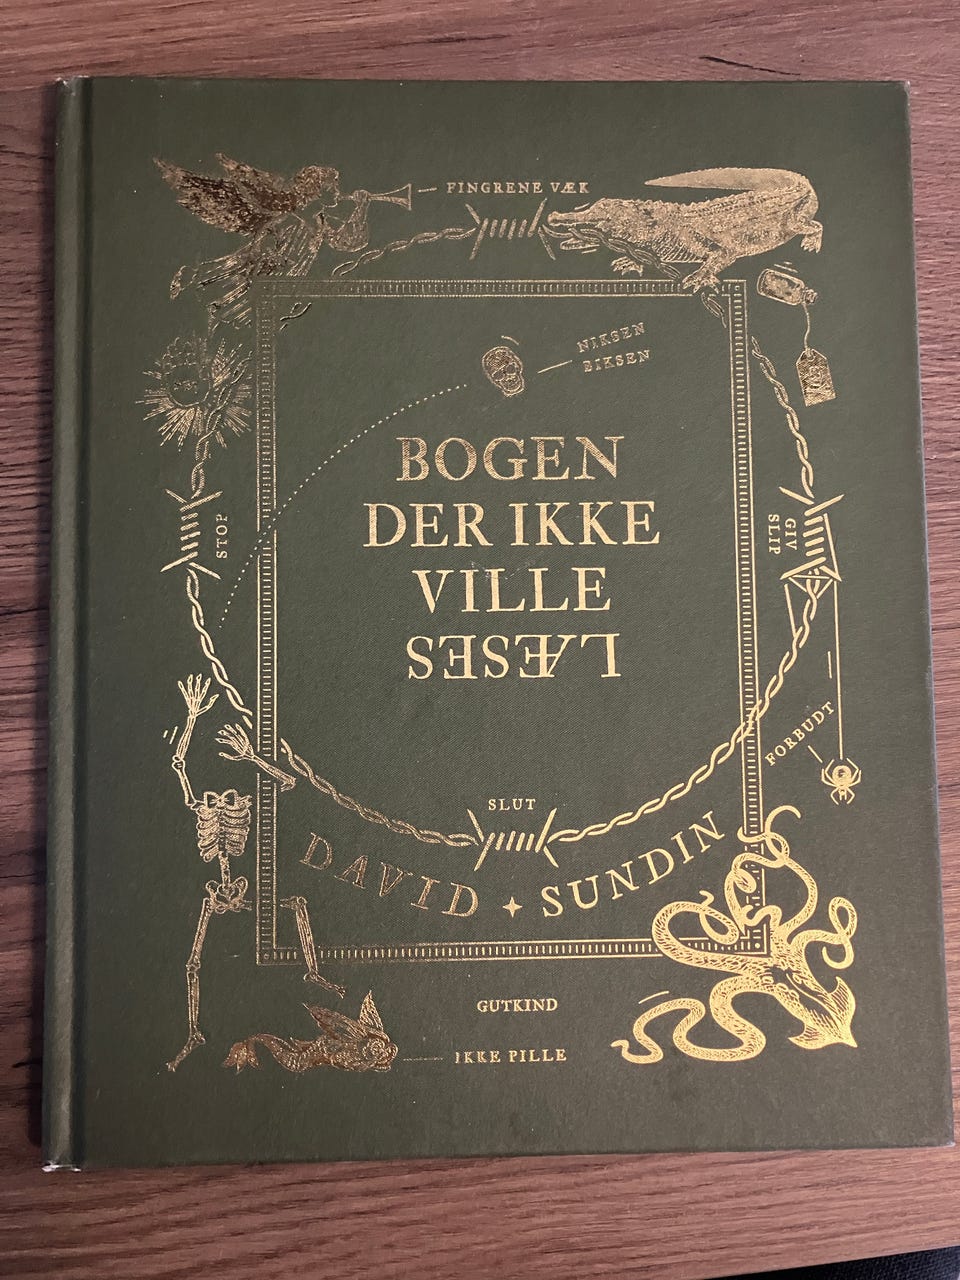 FINGRENE VÆK
NIKSEN
BIKSEN
BOGEN
DER IKKE
VILLE
LÆSES
STOP
GIV
SLIP
FORBUDT
SLUT
DAVID SUNDIN
GUTKIND
IKKE PILLE